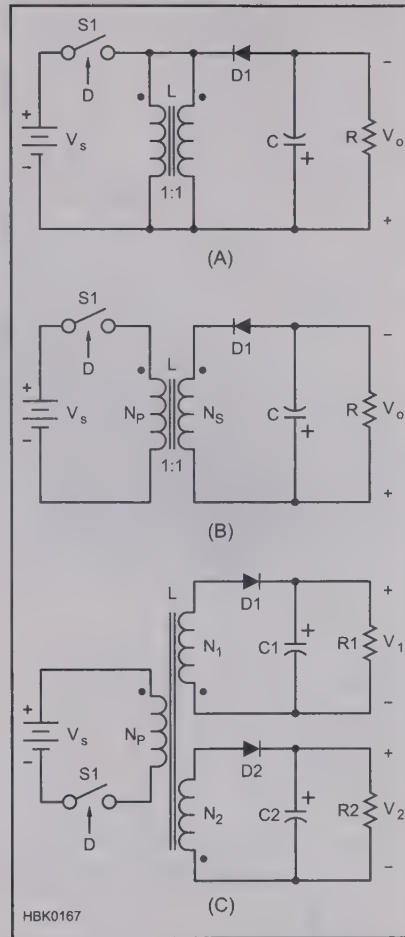 S1
D
L
D1
−
+
V_s
−
C
+
R
V_o
1:1
+
(A)
S1
D
L
D1
−
+
V_s
−
N_P
N_S
C
+
R
V_o
1:1
+
(B)
L
D1
+
N_1
C1
+
R1
V_1
−
+
V_s
−
N_P
S1
D
D2
+
N_2
C2
+
R2
V_2
−
HBK0167
(C)